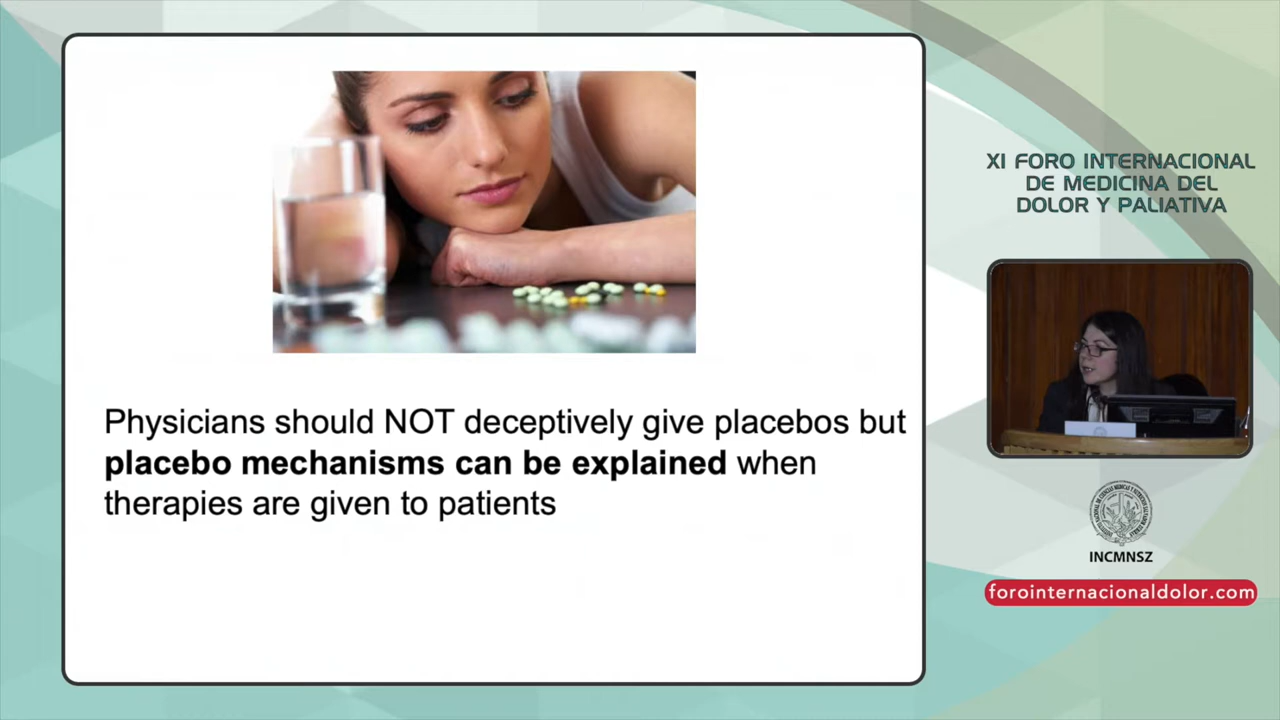 Physicians should NOT deceptively give placebos but
placebo mechanisms can be explained when
therapies are given to patients
XI FORO INTERNACIONAL
DE MEDICINA DEL
DOLOR Y PALIATIVA
INCMNSZ
forointernacionaldolor.com